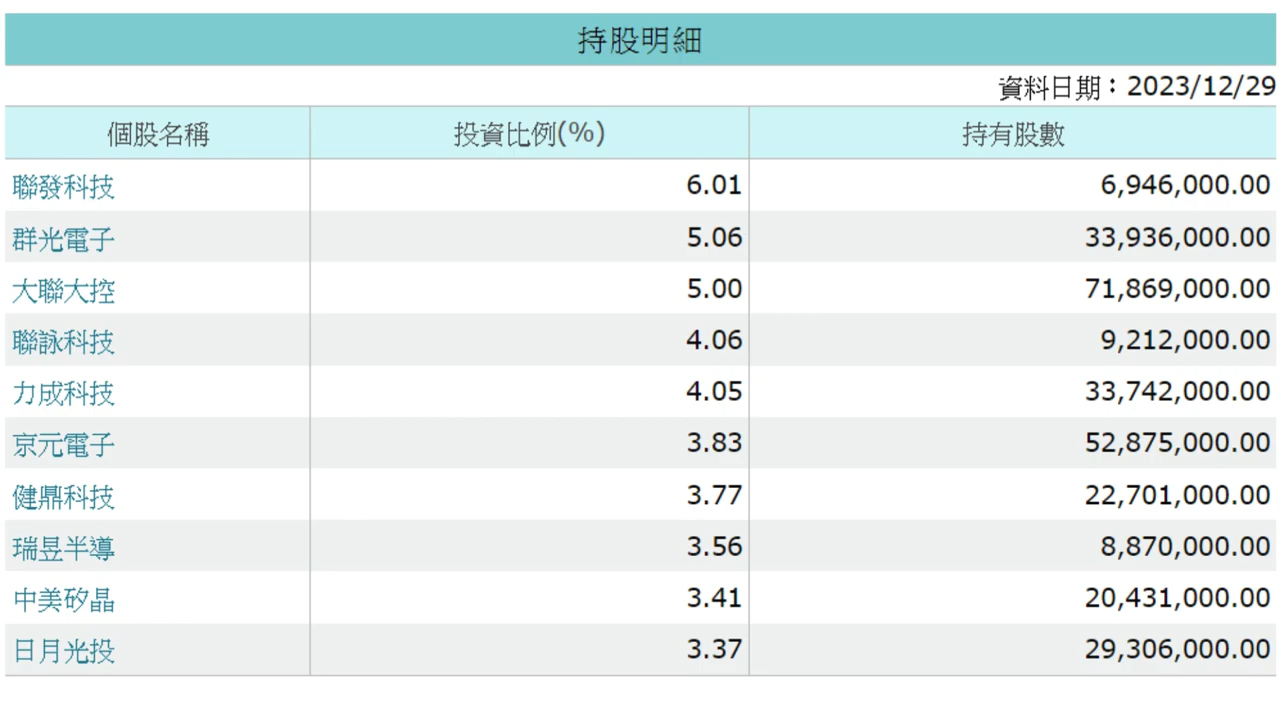 持股明細
資料日期：2023/12/29
個股名稱 投資比例(%) 持有股數
聯發科技 6.01 6,946,000.00
群光電子 5.06 33,936,000.00
大聯大控 5.00 71,869,000.00
聯詠科技 4.06 9,212,000.00
力成科技 4.05 33,742,000.00
京元電子 3.83 52,875,000.00
健鼎科技 3.77 22,701,000.00
瑞昱半導 3.56 8,870,000.00
中美矽晶 3.41 20,431,000.00
日月光投 3.37 29,306,000.00